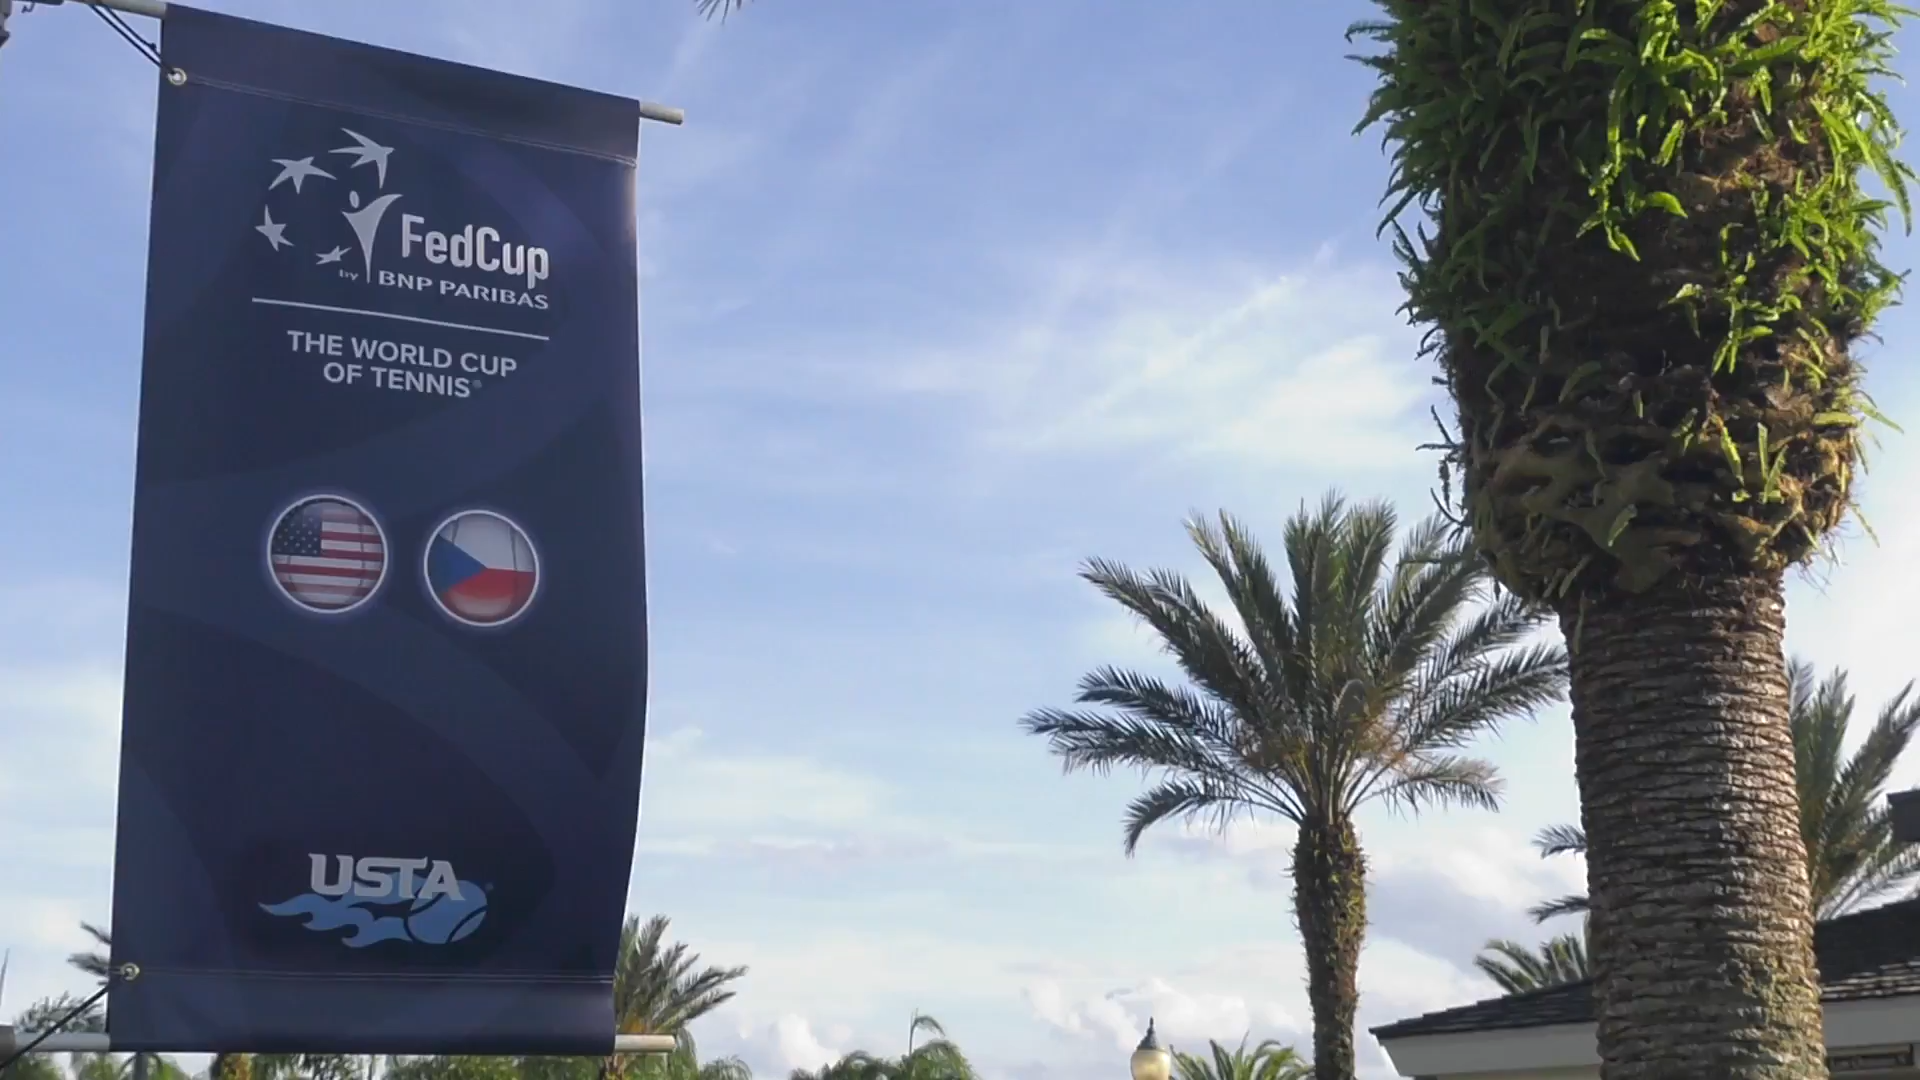 FedCup
by BNP PARIBAS
THE WORLD CUP
OF TENNIS®
USTA